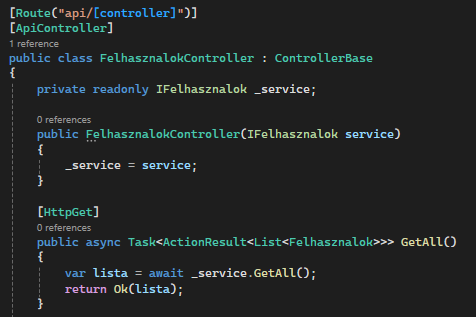 [Route("api/[controller]")]
[ApiController]
1 reference
public class FelhasznalokController : ControllerBase
{
private readonly IFelhasznalok _service;
0 references
public FelhasznalokController(IFelhasznalok service)
{
_service = service;
}
[HttpGet]
0 references
public async Task<ActionResult<List<Felhasznalok>>> GetAll()
{
var lista = await _service.GetAll();
return Ok(lista);
}